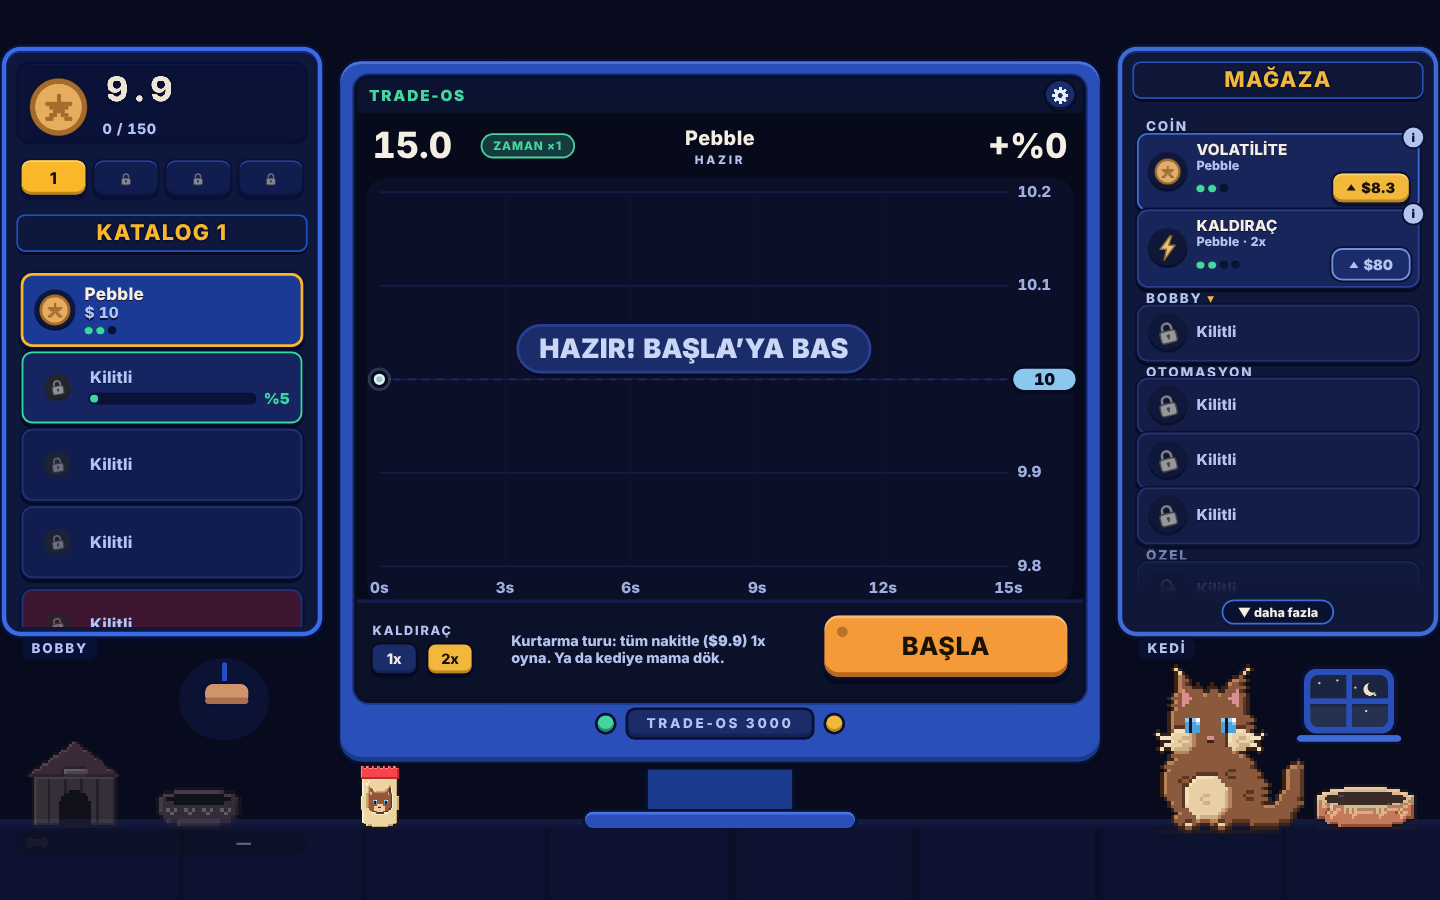 9.9
0 / 150
1
KATALOG 1
Pebble
$ 10
Kilitli
%5
Kilitli
Kilitli
Kilitli
BOBBY
TRADE-OS
15.0
ZAMAN ×1
Pebble
HAZIR
+%0
10.2
10.1
HAZIR! BAŞLA'YA BAS
10
9.9
9.8
0s
3s
6s
9s
12s
15s
KALDIRAÇ
1x
2x
Kurtarma turu: tüm nakitle ($9.9) 1x
oyna. Ya da kediye mama dök.
BAŞLA
TRADE-OS 3000
MAĞAZA
COİN
i
VOLATİLİTE
Pebble
▲ $8.3
i
KALDIRAÇ
Pebble · 2x
▲ $80
BOBBY ▼
Kilitli
OTOMASYON
Kilitli
Kilitli
Kilitli
ÖZEL
Kilitli
▼ daha fazla
KEDİ